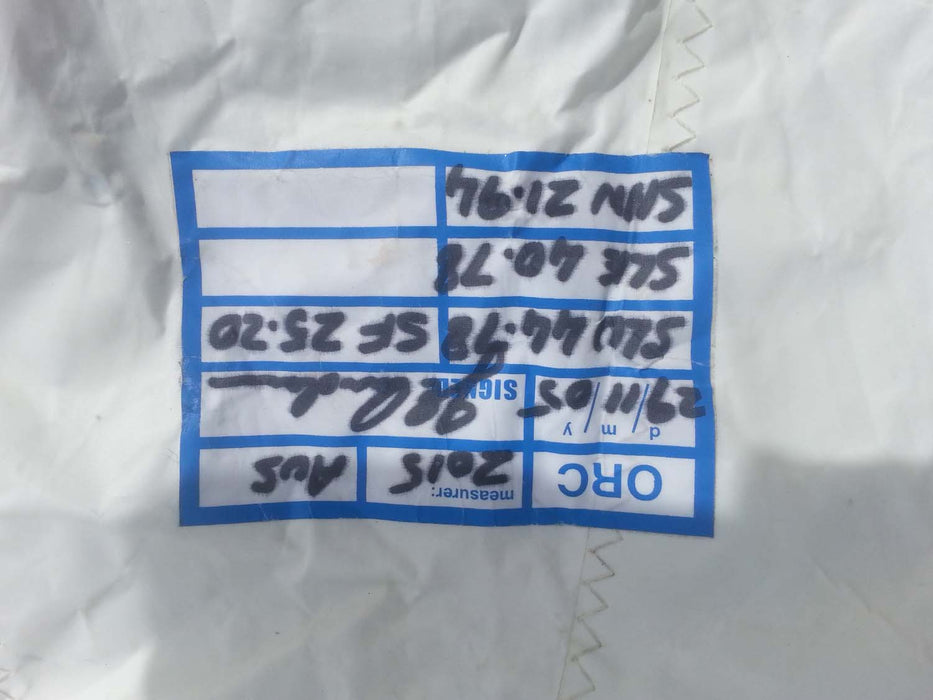 ORC measurer: 2015 AUS
d / m / y SIGNED
29/11/05
SLU 44.78 SF 25.20
SLE 40.78
SMW 21.94